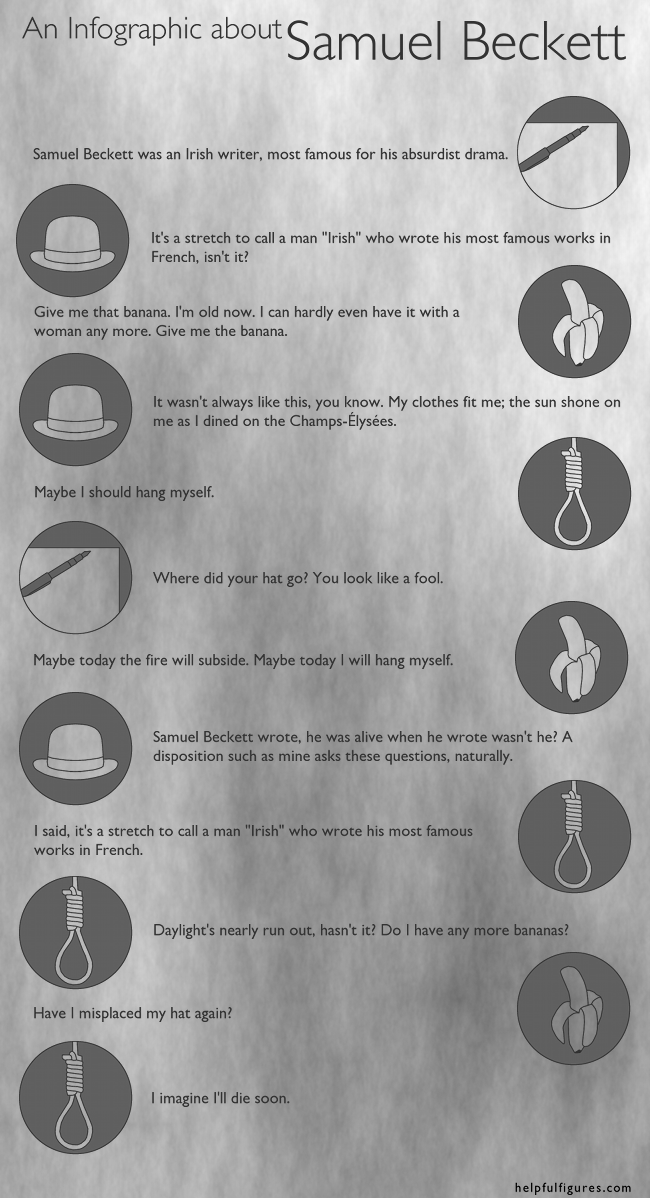 An Infographic about Samuel Beckett
Samuel Beckett was an Irish writer, most famous for his absurdist drama.
It's a stretch to call a man "Irish" who wrote his most famous works in
French, isn't it?
Give me that banana. I'm old now. I can hardly even have it with a
woman any more. Give me the banana.
It wasn't always like this, you know. My clothes fit me; the sun shone on
me as I dined on the Champs-Élysées.
Maybe I should hang myself.
Where did your hat go? You look like a fool.
Maybe today the fire will subside. Maybe today I will hang myself.
Samuel Beckett wrote, he was alive when he wrote wasn't he? A
disposition such as mine asks these questions, naturally.
I said, it's a stretch to call a man "Irish" who wrote his most famous
works in French.
Daylight's nearly run out, hasn't it? Do I have any more bananas?
Have I misplaced my hat again?
I imagine I'll die soon.
helpfulfigures.com